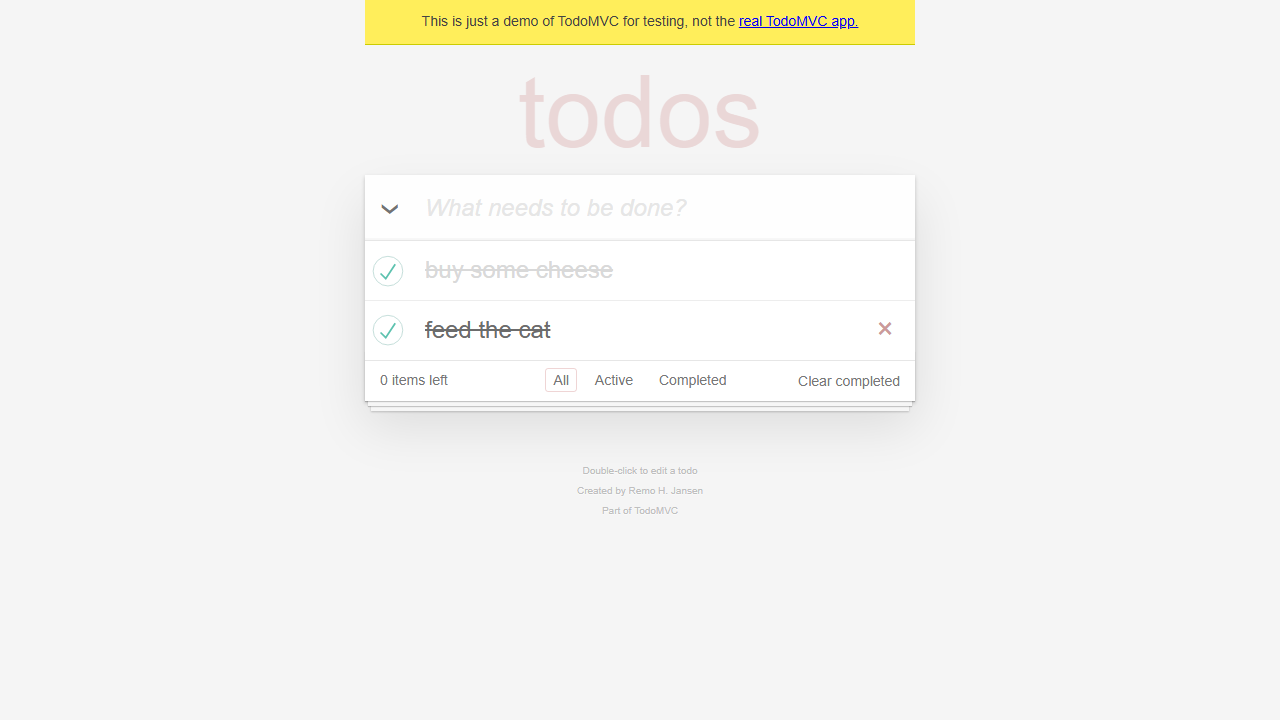 This is just a demo of TodoMVC for testing, not the real TodoMVC app.
todos
What needs to be done?
buy some cheese
feed the cat
0 items left All Active Completed Clear completed
Double-click to edit a todo
Created by Remo H. Jansen
Part of TodoMVC